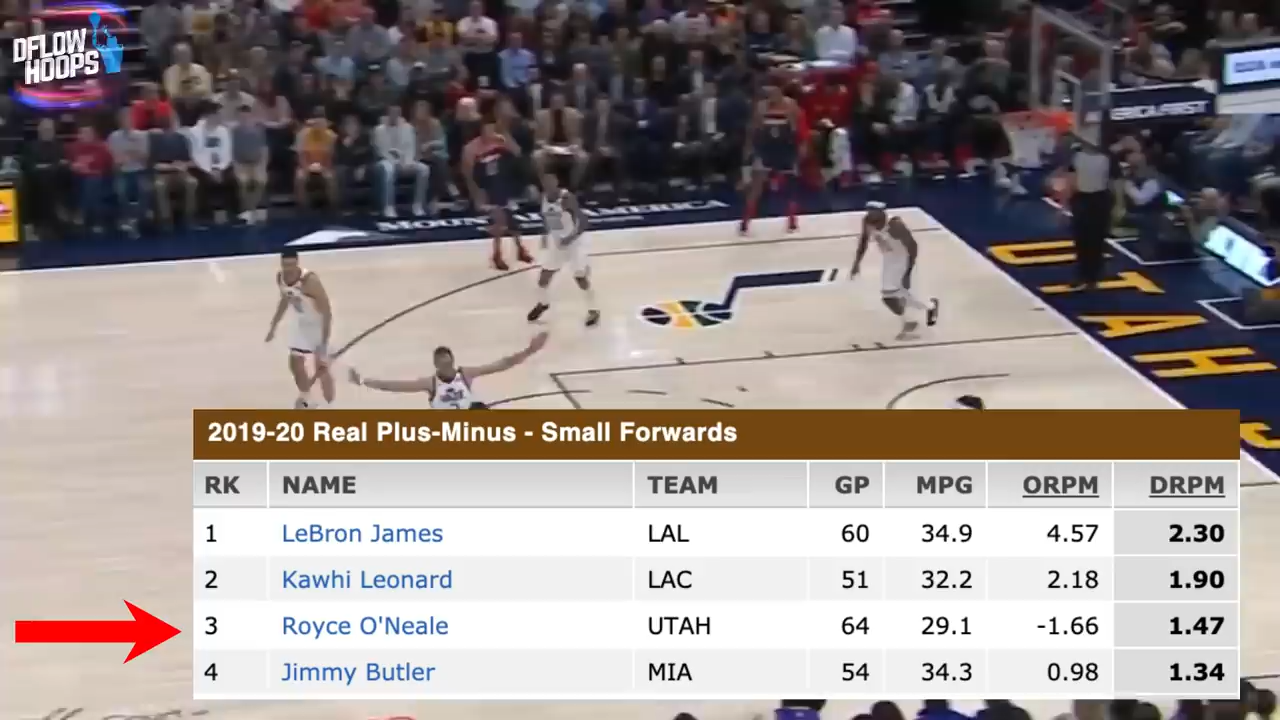 DFLOW
HOOPS
ERICA FIRST
UTAH
2019-20 Real Plus-Minus - Small Forwards
RK NAME TEAM GP MPG ORPM DRPM
1 LeBron James LAL 60 34.9 4.57 2.30
2 Kawhi Leonard LAC 51 32.2 2.18 1.90
3 Royce O'Neale UTAH 64 29.1 -1.66 1.47
4 Jimmy Butler MIA 54 34.3 0.98 1.34